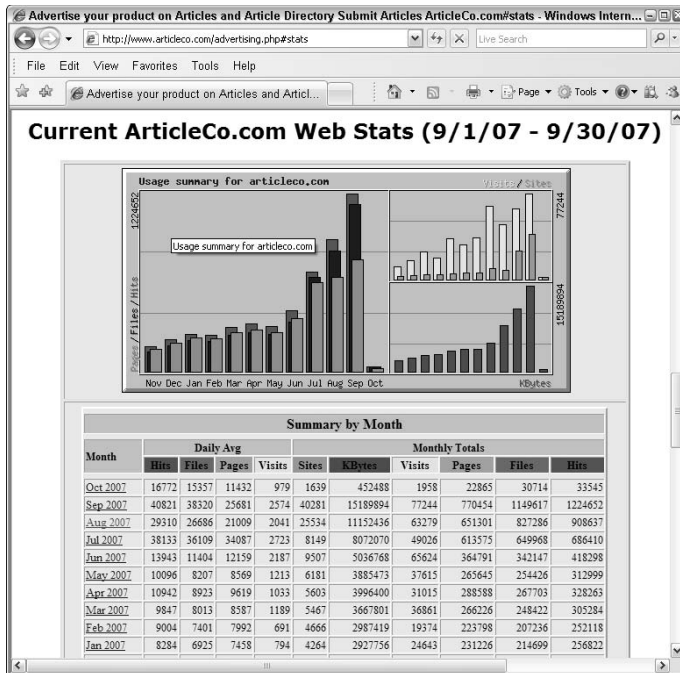 Advertise your product on Articles and Article Directory Submit Articles ArticleCo.com#stats - Windows Intern...
http://www.articleco.com/advertising.php#stats
Live Search
File Edit View Favorites Tools Help
Advertise your product on Articles and Articl...
Page
Tools
Current ArticleCo.com Web Stats (9/1/07 - 9/30/07)
Usage summary for articleco.com
Visits/Sites
1224652
77244
Usage summary for articleco.com
Pages/Files/Hits
15189894
Nov Dec Jan Feb Mar Apr May Jun Jul Aug Sep Oct
KBytes
Summary by Month
Month Daily Avg Monthly Totals
Hits Files Pages Visits Sites KBytes Visits Pages Files Hits
Oct 2007 16772 15357 11432 979 1639 452488 1958 22865 30714 33545
Sep 2007 40821 38320 25681 2574 40281 15189894 77244 770454 1149617 1224652
Aug 2007 29310 26686 21009 2041 25534 11152436 63279 651301 827286 908637
Jul 2007 38133 36109 34087 2723 8149 8072070 49026 613575 649968 686410
Jun 2007 13943 11404 12159 2187 9507 5036768 65624 364791 342147 418298
May 2007 10096 8207 8569 1213 6181 3885473 37615 265645 254426 312999
Apr 2007 10942 8923 9619 1033 5603 3996400 31015 288588 267703 328263
Mar 2007 9847 8013 8587 1189 5467 3667801 36861 266226 248422 305284
Feb 2007 9004 7401 7992 691 4666 2987419 19374 223798 207236 252118
Jan 2007 8284 6925 7458 794 4264 2927756 24643 231226 214699 256822